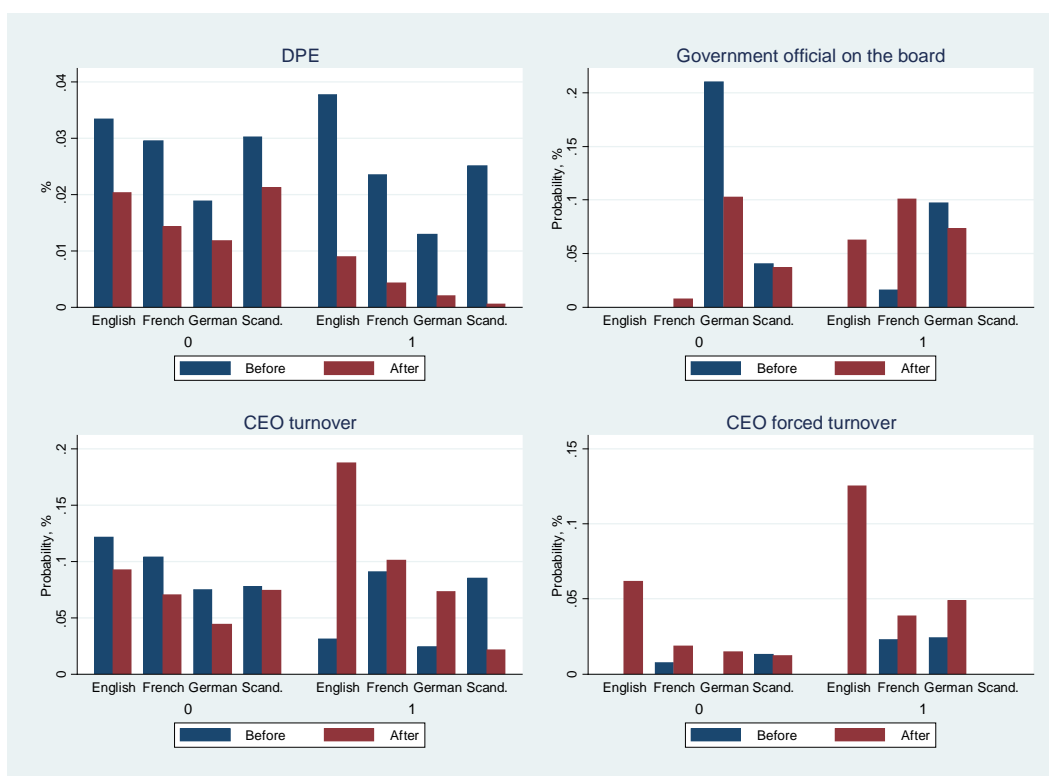 DPE
%
.04
.03
.02
.01
0
English French German Scand. English French German Scand.
0 1
Before After
Government official on the board
Probability, %
.2
.15
.1
.05
0
English French German Scand. English French German Scand.
0 1
Before After
CEO turnover
Probability, %
.2
.15
.1
.05
0
English French German Scand. English French German Scand.
0 1
Before After
CEO forced turnover
Probability, %
.15
.1
.05
0
English French German Scand. English French German Scand.
0 1
Before After